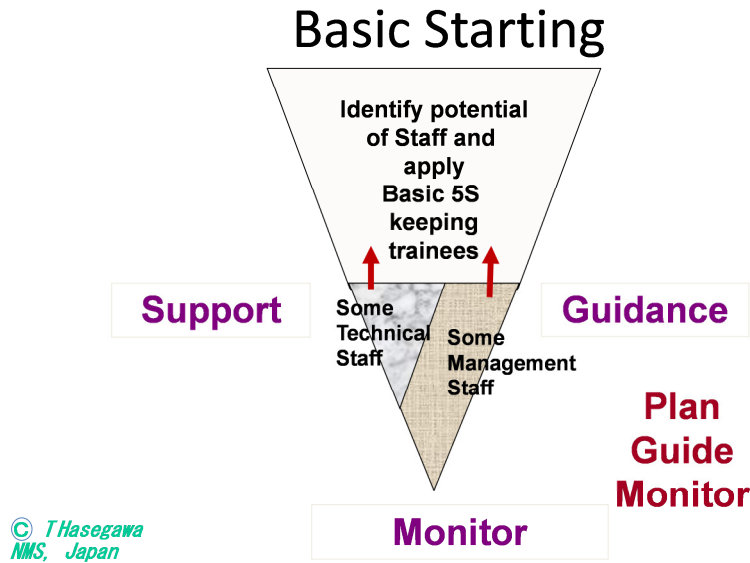 Basic Starting
Identify potential
of Staff and
apply
Basic 5S
keeping
trainees
Support
Guidance
Some
Technical
Staff
Some
Management
Staff
Plan
Guide
Monitor
Monitor
© T Hasegawa
NMS, Japan